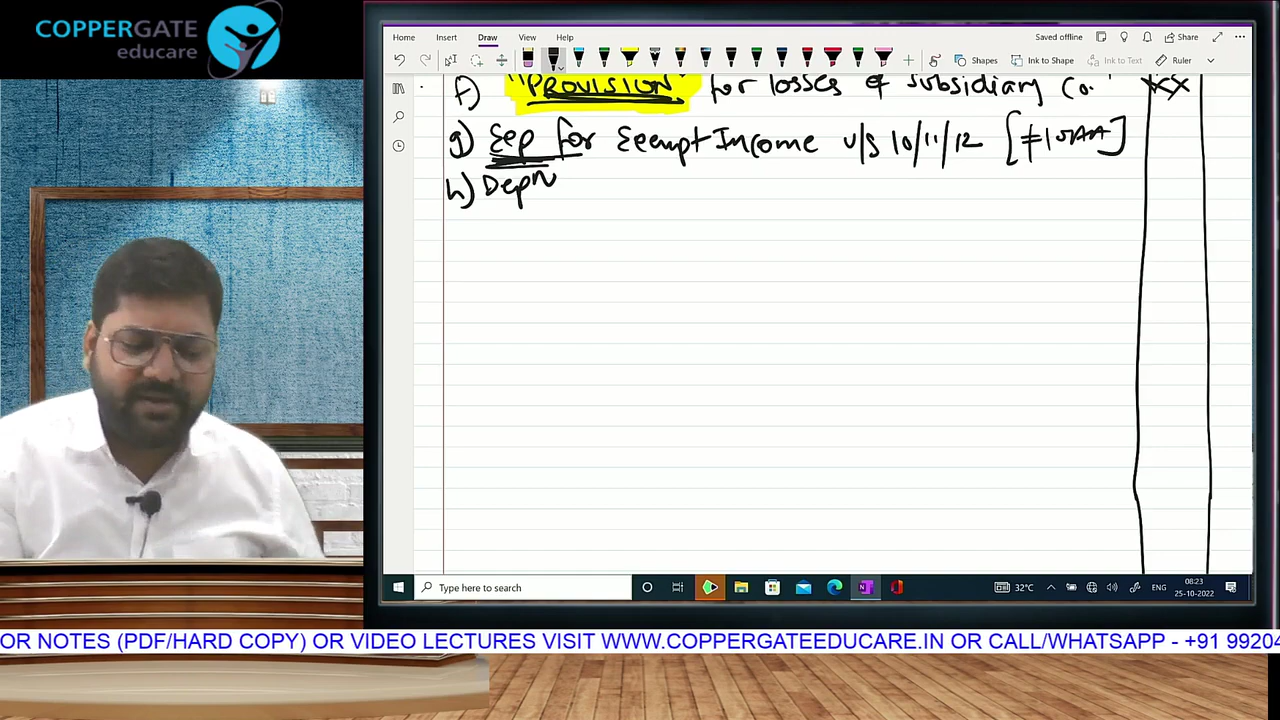 COPPERGATE
educare
Home Insert Draw View Help
Saved offline
Share
Shapes
Ink to Shape
Ink to Text
Ruler
f) "PROVISION" for losses of subsidiary Co. xxx
g) Exp for Exempt Income u/s 10/11/12 [≠10AA]
h) DepN
Type here to search
32°C
ENG
08:23
25-10-2022
OR NOTES (PDF/HARD COPY) OR VIDEO LECTURES VISIT WWW.COPPERGATEEDUCARE.IN OR CALL/WHATSAPP - +91 9920